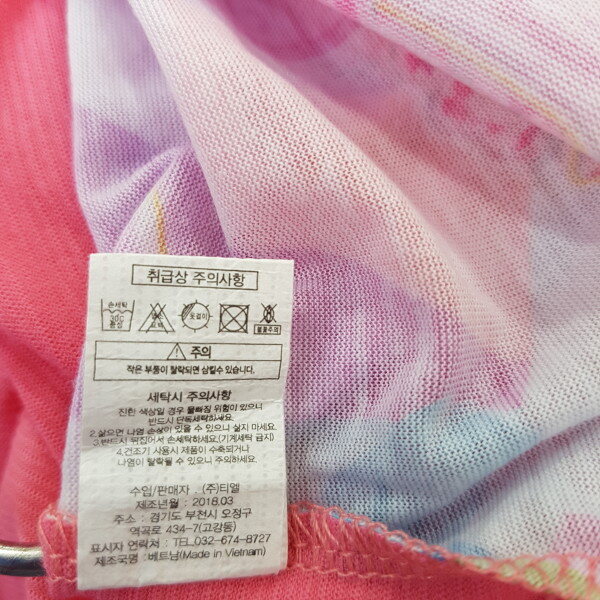 취급상 주의사항
손세탁
30℃
중성
옷걸이
불꽃주의
주의
작은 부품이 탈락되면 삼킬수 있습니다.
세탁시 주의사항
진한 색상일 경우 물빠짐 위험이 있으니
반드시 단독세탁하세요.
2.삶으면 나염 손상이 있을 수 있으니 삶지 마세요.
3.반드시 뒤집어서 손세탁하세요.(기계세탁 금지)
4.건조기 사용시 제품이 수축되거나
나염이 탈락될 수 있으니 주의하세요.
수입/판매자 : (주)티엘
제조년월 : 2018.03
주소 : 경기도 부천시 오정구
역곡로 434-7(고강동)
표시자 연락처 : TEL.032-674-8727
제조국명 : 베트남(Made in Vietnam)